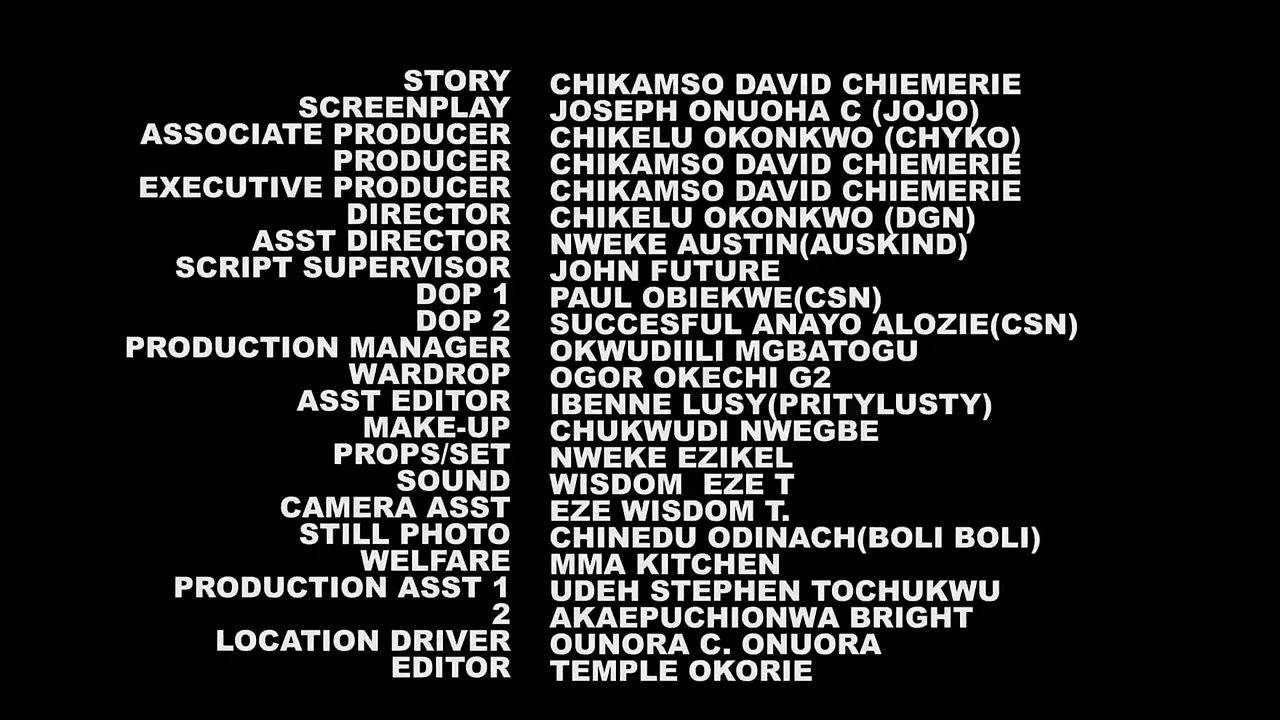 STORY CHIKAMSO DAVID CHIEMERIE
SCREENPLAY JOSEPH ONUOHA C (JOJO)
ASSOCIATE PRODUCER CHIKELU OKONKWO (CHYKO)
PRODUCER CHIKAMSO DAVID CHIEMERIE
EXECUTIVE PRODUCER CHIKAMSO DAVID CHIEMERIE
DIRECTOR CHIKELU OKONKWO (DGN)
ASST DIRECTOR NWEKE AUSTIN(AUSKIND)
SCRIPT SUPERVISOR JOHN FUTURE
DOP 1 PAUL OBIEKWE(CSN)
DOP 2 SUCCESFUL ANAYO ALOZIE(CSN)
PRODUCTION MANAGER OKWUDIILI MGBATOGU
WARDROP OGOR OKECHI G2
ASST EDITOR IBENNE LUSY(PRITYLUSTY)
MAKE-UP CHUKWUDI NWEGBE
PROPS/SET NWEKE EZIKEL
SOUND WISDOM  EZE T
CAMERA ASST EZE WISDOM T.
STILL PHOTO CHINEDU ODINACH(BOLI BOLI)
WELFARE MMA KITCHEN
PRODUCTION ASST 1 UDEH STEPHEN TOCHUKWU
2 AKAEPUCHIONWA BRIGHT
LOCATION DRIVER OUNORA C. ONUORA
EDITOR TEMPLE OKORIE